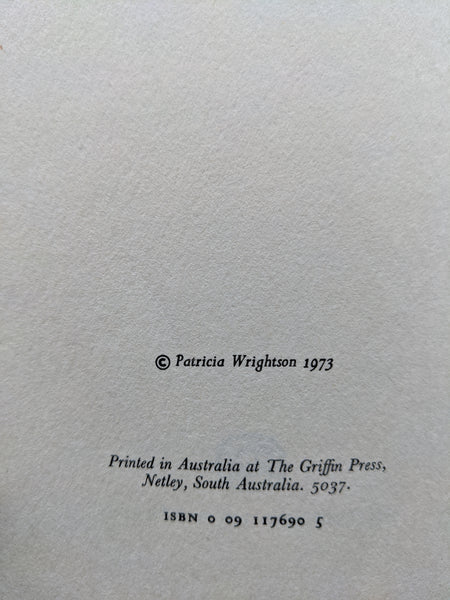 © Patricia Wrightson 1973
Printed in Australia at The Griffin Press,
Netley, South Australia. 5037.
ISBN 0 09 117690 5